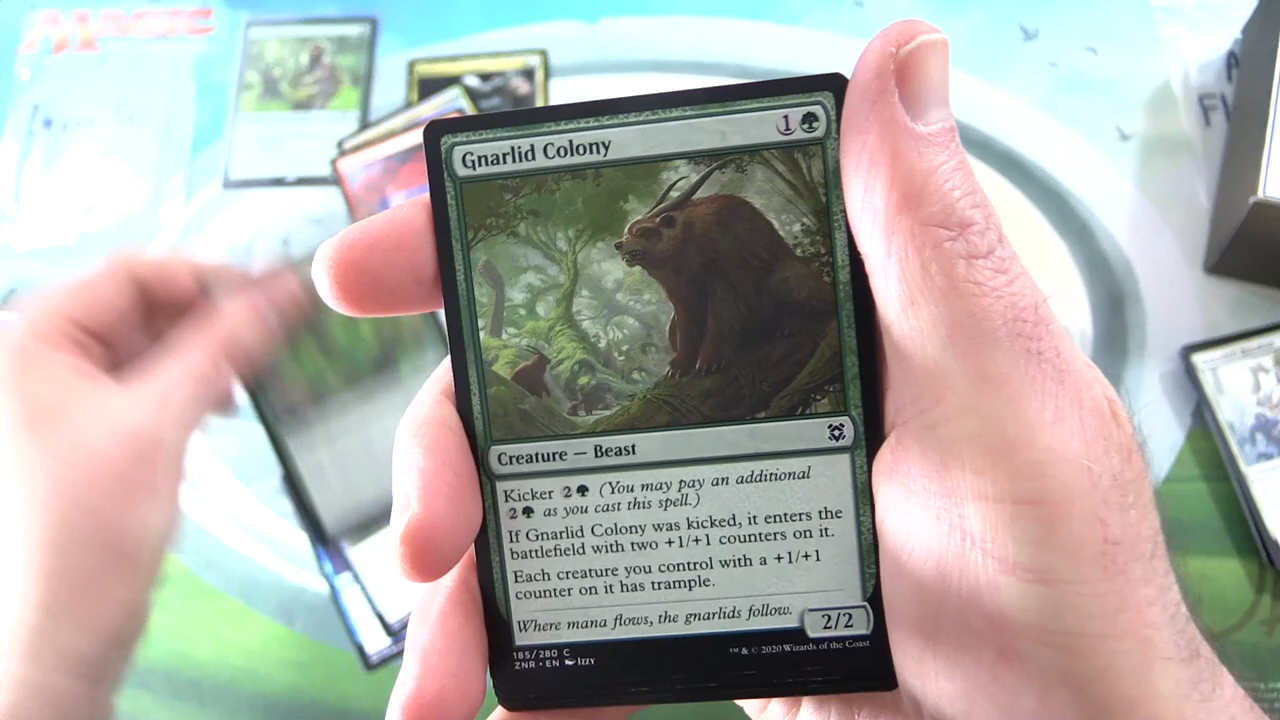 MAGIC
Gnarlid Colony
1
Creature — Beast
Kicker 2 (You may pay an additional
2 as you cast this spell.)
If Gnarlid Colony was kicked, it enters the
battlefield with two +1/+1 counters on it.
Each creature you control with a +1/+1
counter on it has trample.
Where mana flows, the gnarlids follow.
2/2
185/280 C
ZNR • EN IZZY
™ & © 2020 Wizards of the Coast